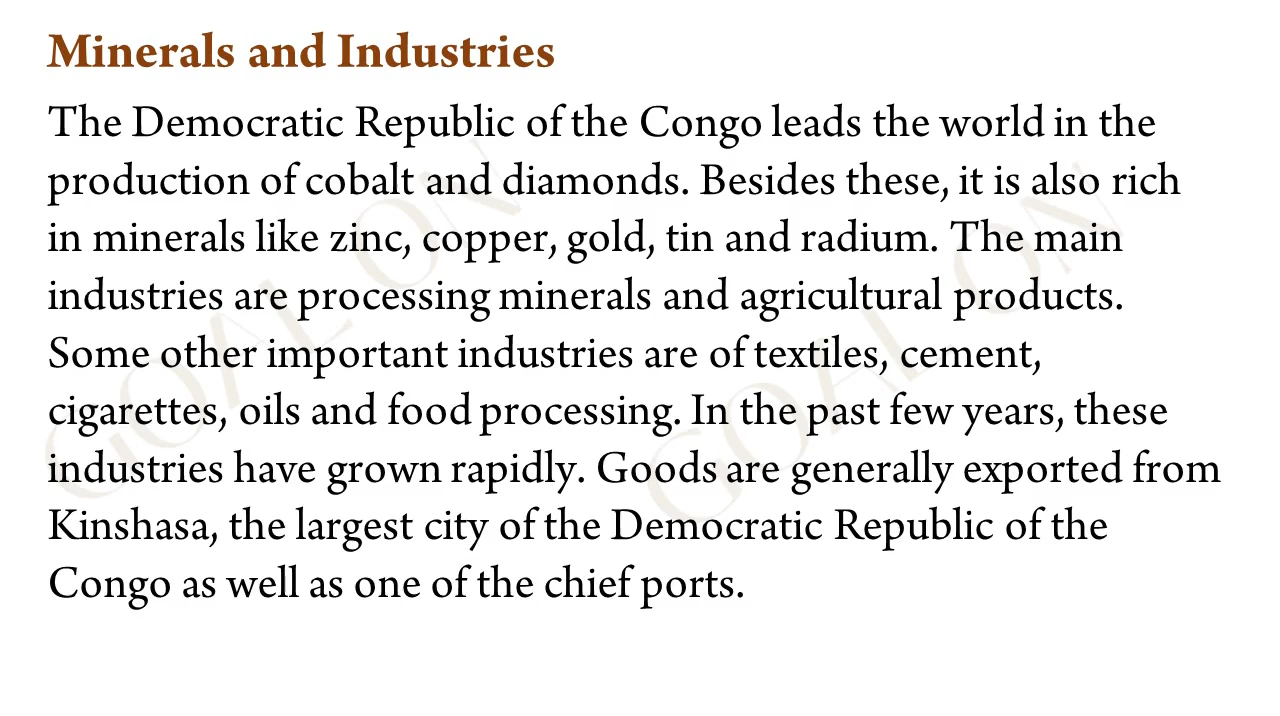 Minerals and Industries
The Democratic Republic of the Congo leads the world in the
production of cobalt and diamonds. Besides these, it is also rich
in minerals like zinc, copper, gold, tin and radium. The main
industries are processing minerals and agricultural products.
Some other important industries are of textiles, cement,
cigarettes, oils and food processing. In the past few years, these
industries have grown rapidly. Goods are generally exported from
Kinshasa, the largest city of the Democratic Republic of the
Congo as well as one of the chief ports.
GOAL ON
GOAL ON